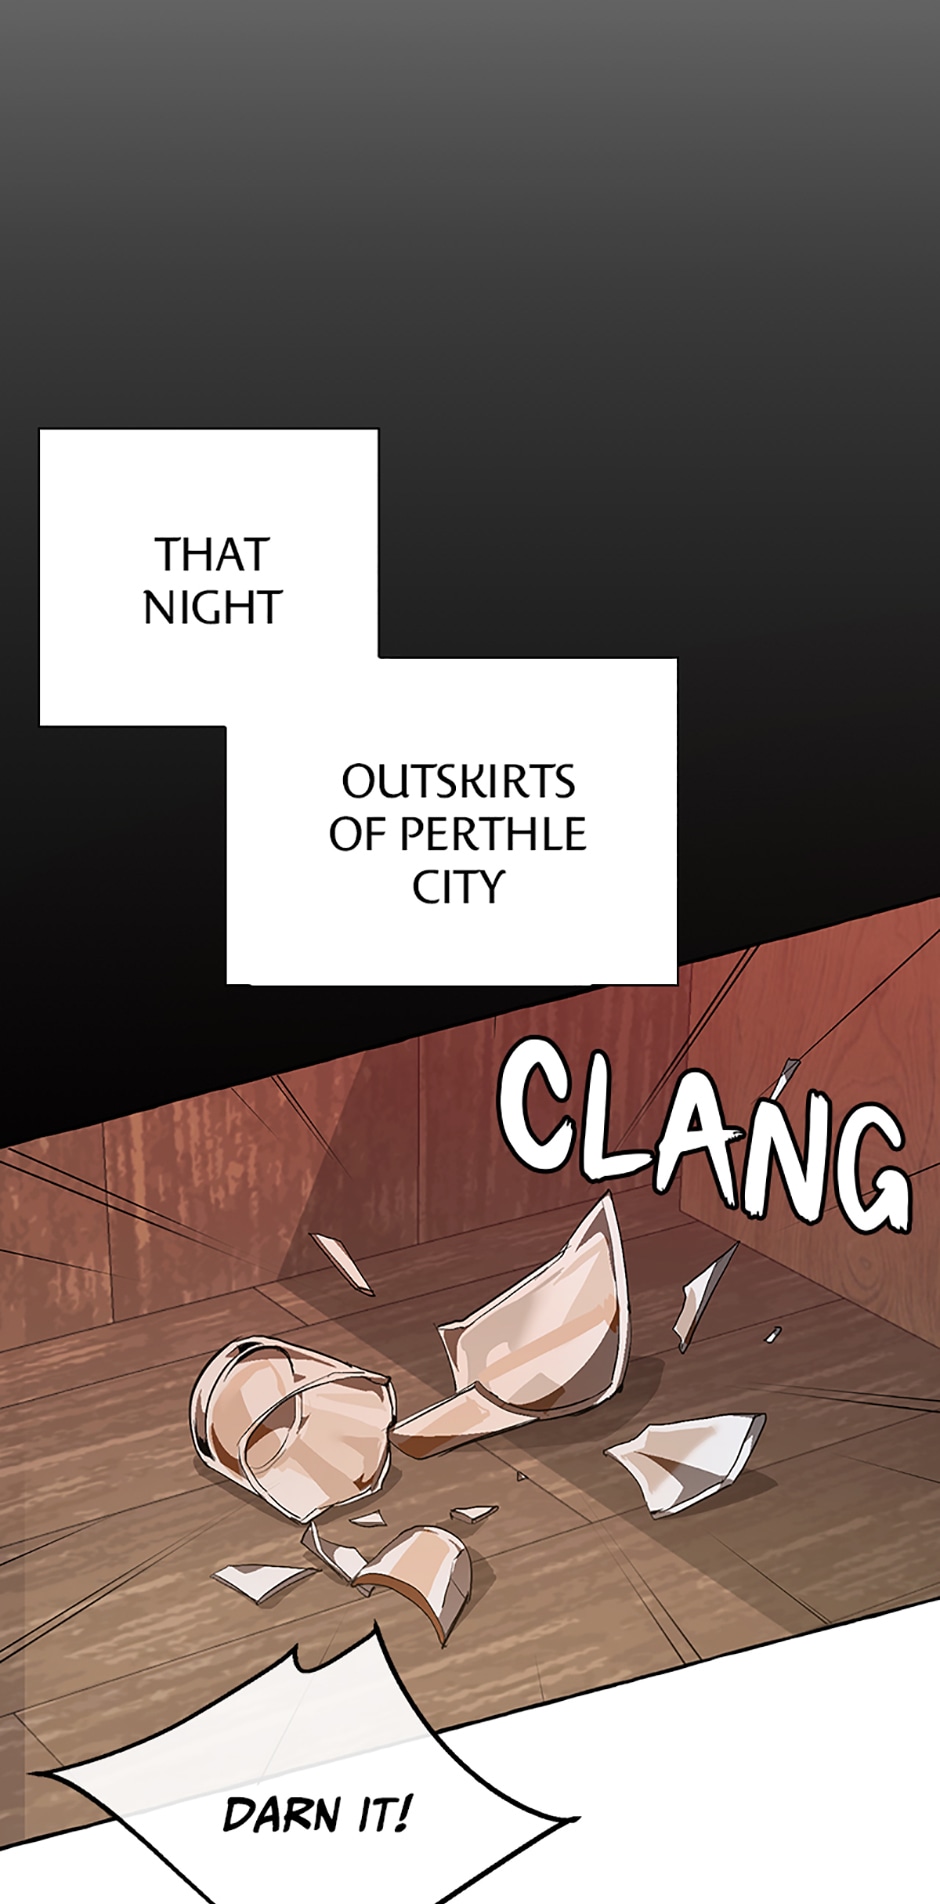 THAT
NIGHT
OUTSKIRTS
OF PERTHLE
CITY
CLANG
DARN IT!